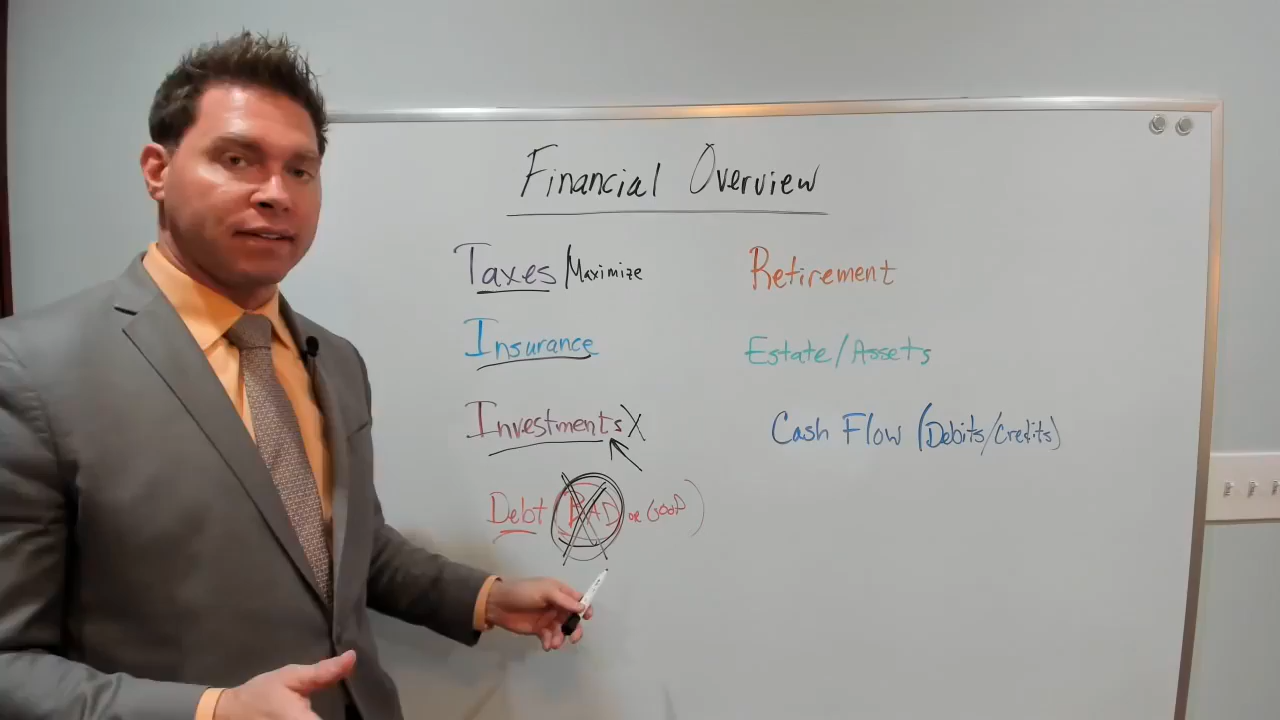 Financial Overview
Taxes/Maximize
Insurance
Investments X
Debt (BAD or GOOD)
Retirement
Estate/Assets
Cash Flow (Debits/Credits)